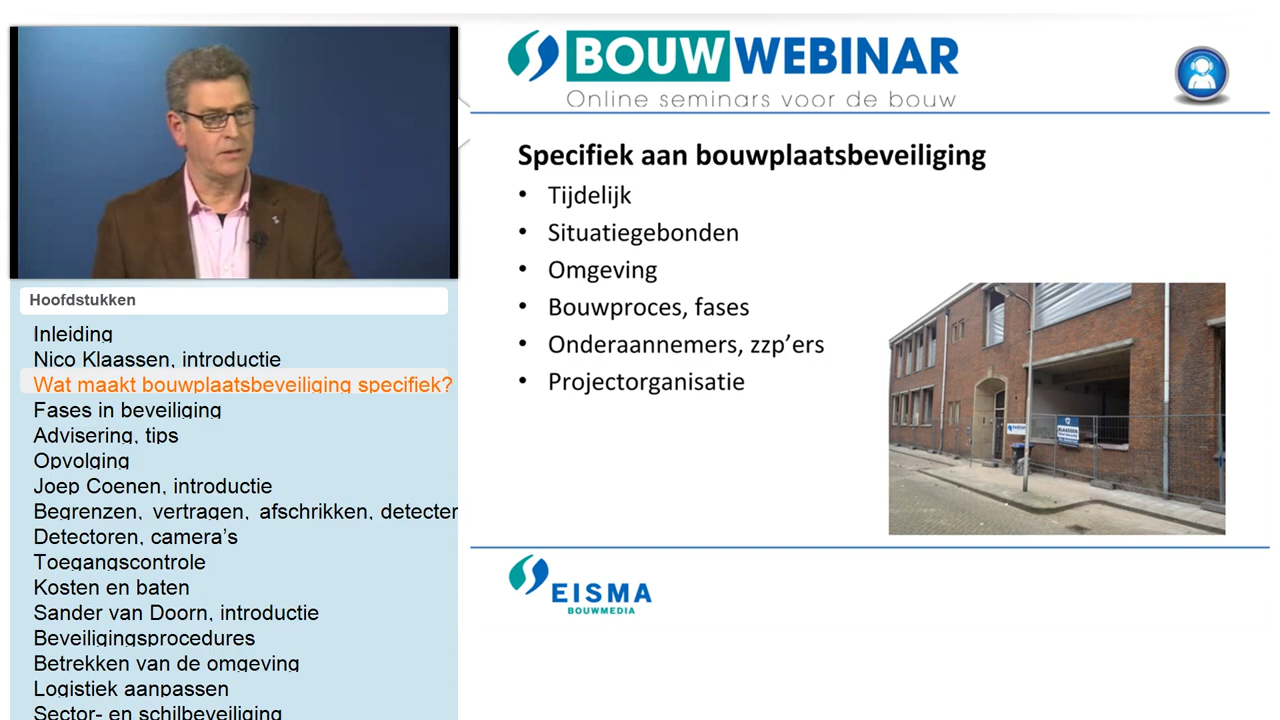 BOUWWEBINAR
Online seminars voor de bouw
Specifiek aan bouwplaatsbeveiliging
• Tijdelijk
• Situatiegebonden
• Omgeving
• Bouwproces, fases
• Onderaannemers, zzp’ers
• Projectorganisatie
KLAASSEN
EISMA
BOUWMEDIA
Hoofdstukken
Inleiding
Nico Klaassen, introductie
Wat maakt bouwplaatsbeveiliging specifiek?
Fases in beveiliging
Advisering, tips
Opvolging
Joep Coenen, introductie
Begrenzen, vertragen, afschrikken, detecter
Detectoren, camera’s
Toegangscontrole
Kosten en baten
Sander van Doorn, introductie
Beveiligingsprocedures
Betrekken van de omgeving
Logistiek aanpassen
Sector- en schilbeveiliging